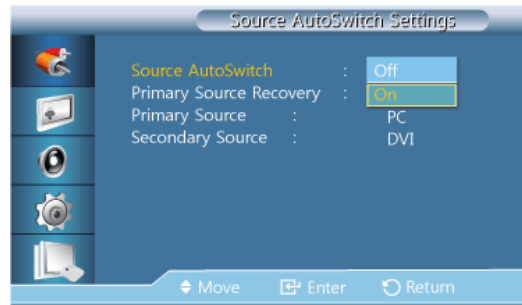 Source AutoSwitch Settings
Source AutoSwitch : Off
Primary Source Recovery : On
Primary Source : PC
Secondary Source : DVI
Move Enter Return